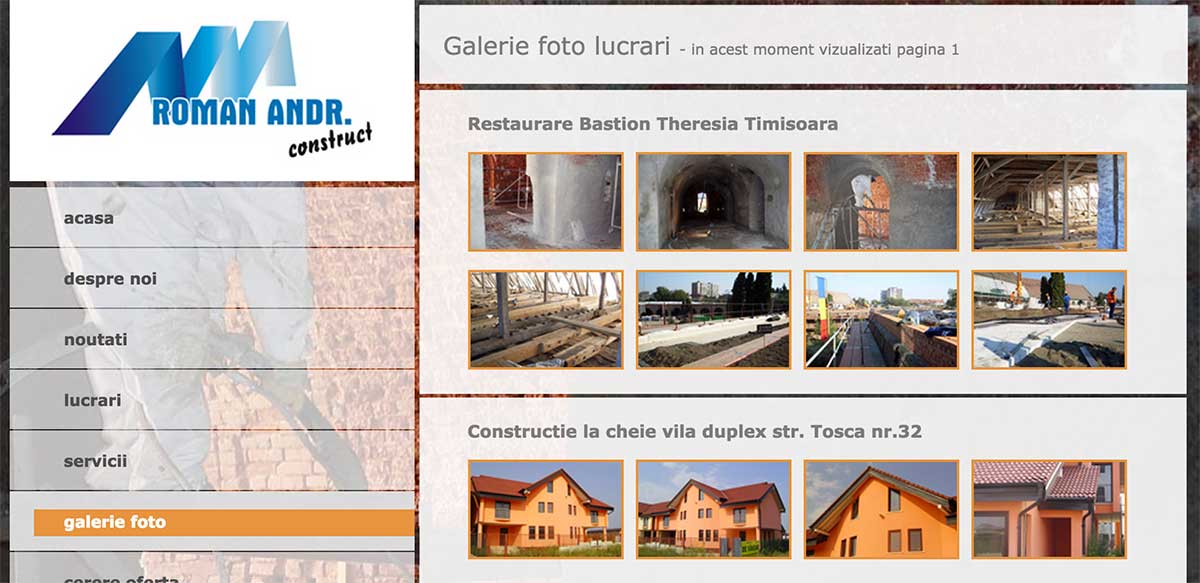 ROMAN ANDR.
construct
acasa
despre noi
noutati
lucrari
servicii
galerie foto
cerere oferta
Galerie foto lucrari - in acest moment vizualizati pagina 1
Restaurare Bastion Theresia Timisoara
Constructie la cheie vila duplex str. Tosca nr.32